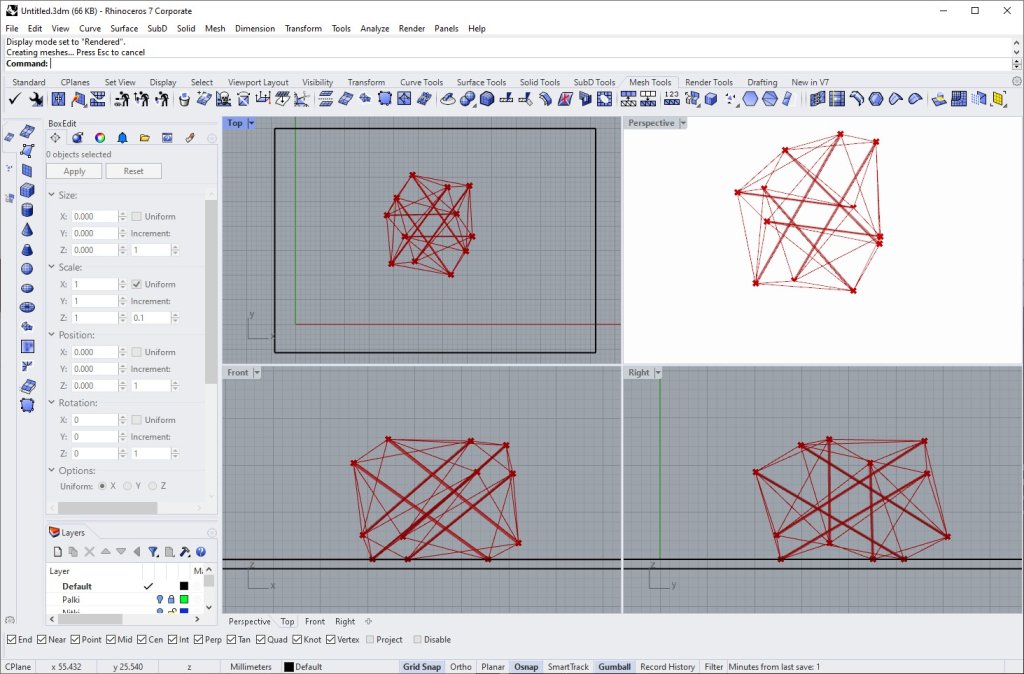 Untitled.3dm (66 KB) - Rhinoceros 7 Corporate
File Edit View Curve Surface SubD Solid Mesh Dimension Transform Tools Analyze Render Panels Help
Display mode set to "Rendered".
Creating meshes... Press Esc to cancel
Command:
Standard CPlanes Set View Display Select Viewport Layout Visibility Transform Curve Tools Surface Tools Solid Tools SubD Tools Mesh Tools Render Tools Drafting New in V7
123
BoxEdit
0 objects selected
Apply Reset
Size:
X: 0.000 Uniform
Y: 0.000 Increment:
Z: 0.000 1
Scale:
X: 1 Uniform
Y: 1 Increment:
Z: 1 0.1
Position:
X: 0.000 Uniform
Y: 0.000 Increment:
Z: 0.000 1
Rotation:
X: 0 Uniform
Y: 0 Increment:
Z: 0 1
Options:
Uniform: X Y Z
Layers
Layer M.
Default
Palki
Nitki
Top
y
x
Perspective
Front
z
x
Right
z
y
Perspective Top Front Right
End Near Point Mid Cen Int Perp Tan Quad Knot Vertex Project Disable
CPlane x 55.432 y 25.540 z Millimeters Default Grid Snap Ortho Planar Osnap SmartTrack Gumball Record History Filter Minutes from last save: 1